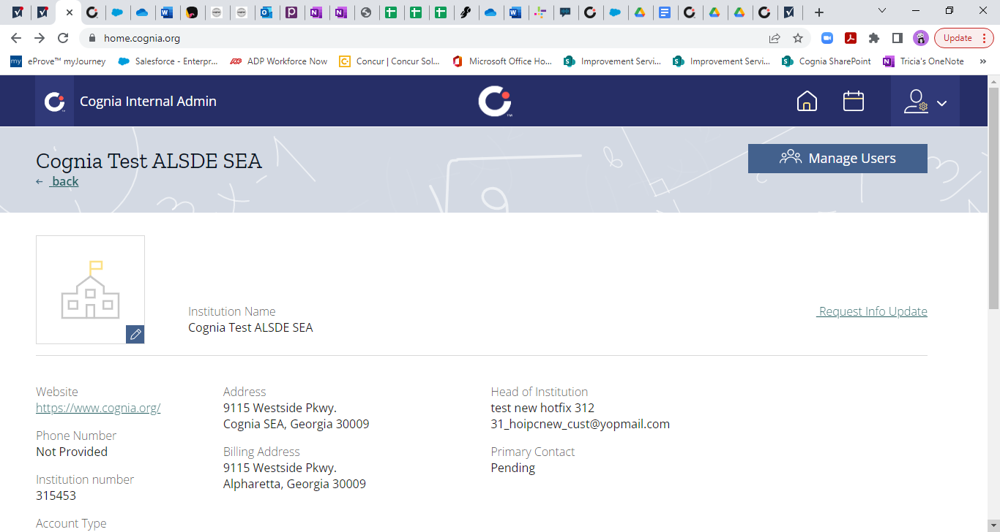 home.cognia.org
Update
my eProve™ myJourney
Salesforce - Enterpr...
ADP Workforce Now
Concur | Concur Sol...
Microsoft Office Ho...
Improvement Servi...
Improvement Servi...
Cognia SharePoint
Tricia's OneNote
»
Cognia Internal Admin
Cognia Test ALSDE SEA
← back
Manage Users
Institution Name
Cognia Test ALSDE SEA
Request Info Update
Website
https://www.cognia.org/
Phone Number
Not Provided
Institution number
315453
Account Type
Address
9115 Westside Pkwy.
Cognia SEA, Georgia 30009
Billing Address
9115 Westside Pkwy.
Alpharetta, Georgia 30009
Head of Institution
test new hotfix 312
31_hoipcnew_cust@yopmail.com
Primary Contact
Pending